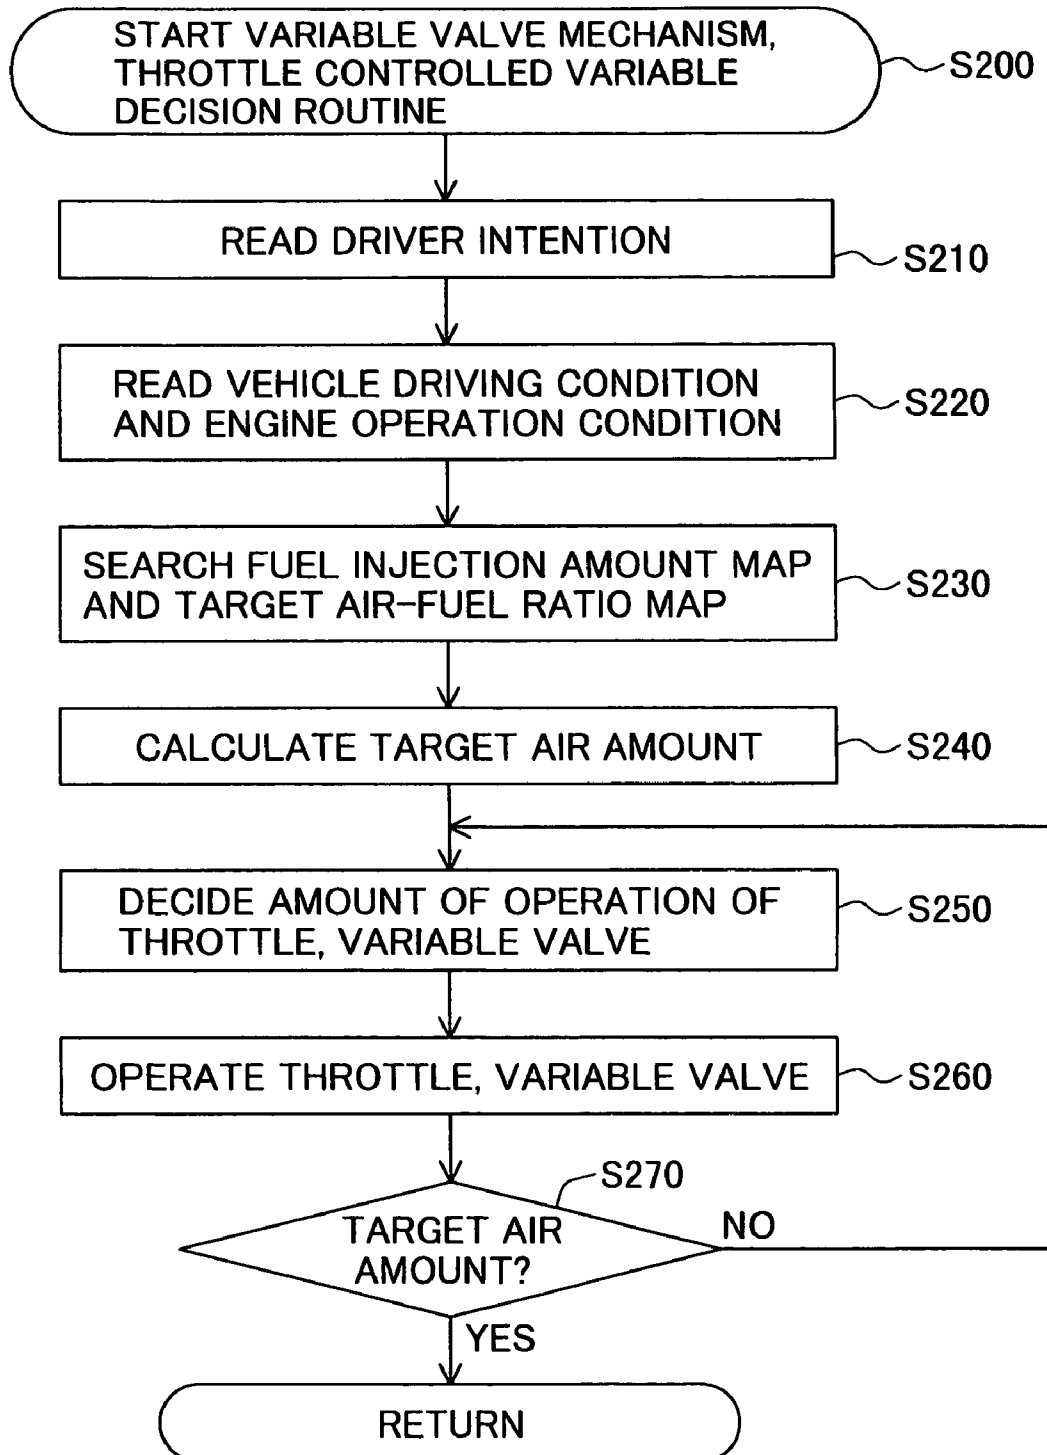 START VARIABLE VALVE MECHANISM,
THROTTLE CONTROLLED VARIABLE
DECISION ROUTINE
S200
READ DRIVER INTENTION
S210
READ VEHICLE DRIVING CONDITION
AND ENGINE OPERATION CONDITION
S220
SEARCH FUEL INJECTION AMOUNT MAP
AND TARGET AIR-FUEL RATIO MAP
S230
CALCULATE TARGET AIR AMOUNT
S240
DECIDE AMOUNT OF OPERATION OF
THROTTLE, VARIABLE VALVE
S250
OPERATE THROTTLE, VARIABLE VALVE
S260
S270
TARGET AIR
AMOUNT?
NO
YES
RETURN